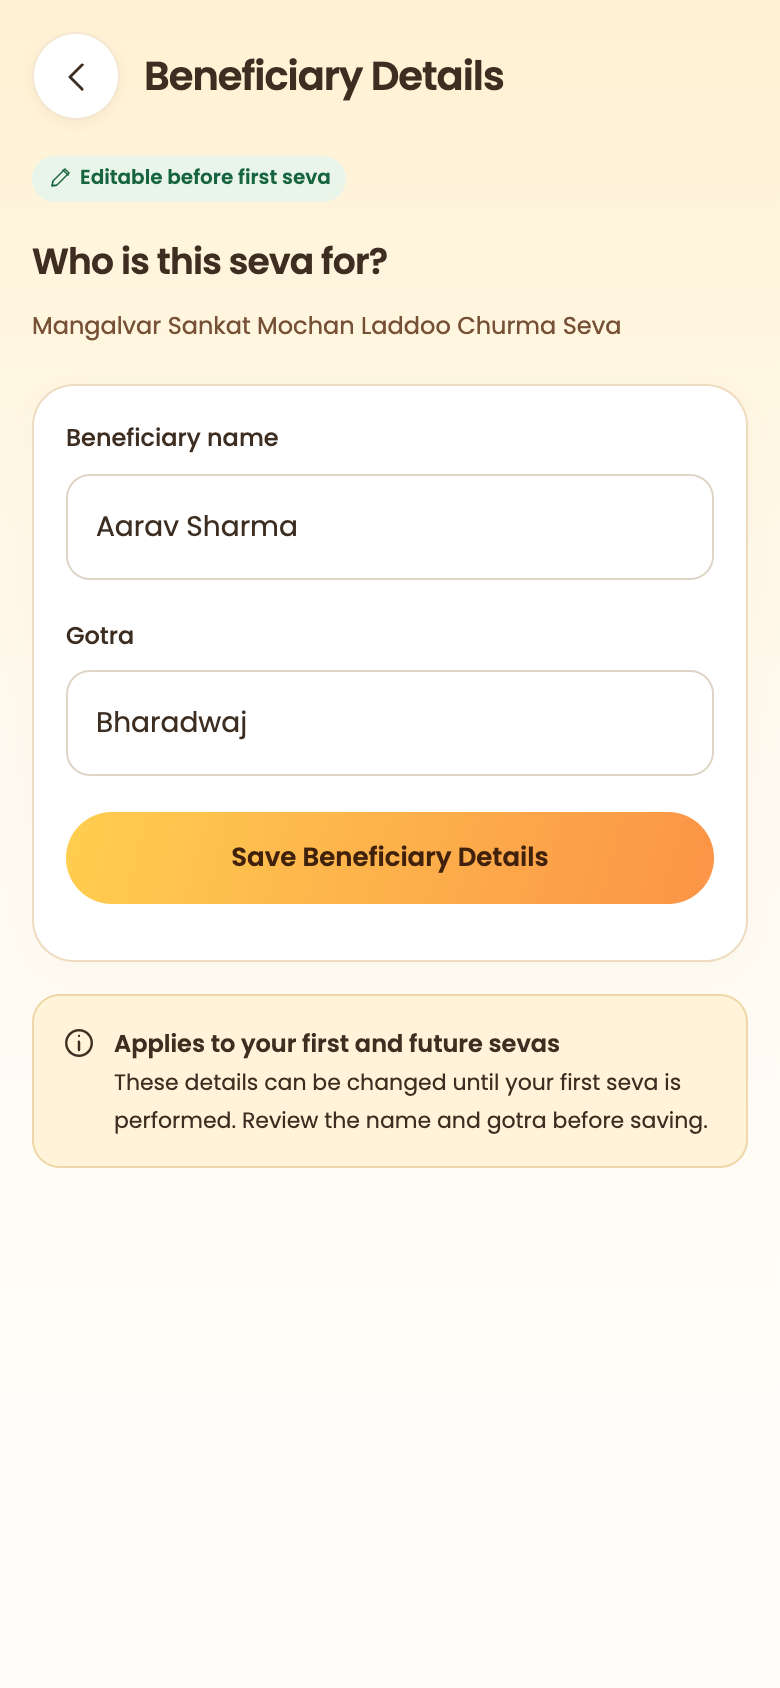 Beneficiary Details
Editable before first seva
Who is this seva for?
Mangalvar Sankat Mochan Laddoo Churma Seva
Beneficiary name
Aarav Sharma
Gotra
Bharadwaj
Save Beneficiary Details
Applies to your first and future sevas
These details can be changed until your first seva is
performed. Review the name and gotra before saving.